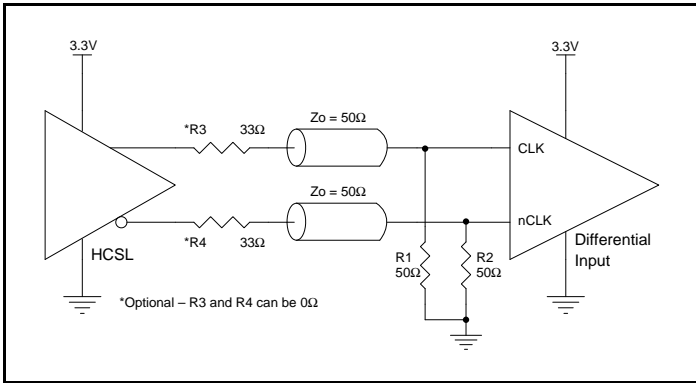 3.3V
3.3V
*R3
33Ω
Zo = 50Ω
CLK
Zo = 50Ω
nCLK
*R4
33Ω
HCSL
R1
50Ω
R2
50Ω
Differential
Input
*Optional – R3 and R4 can be 0Ω